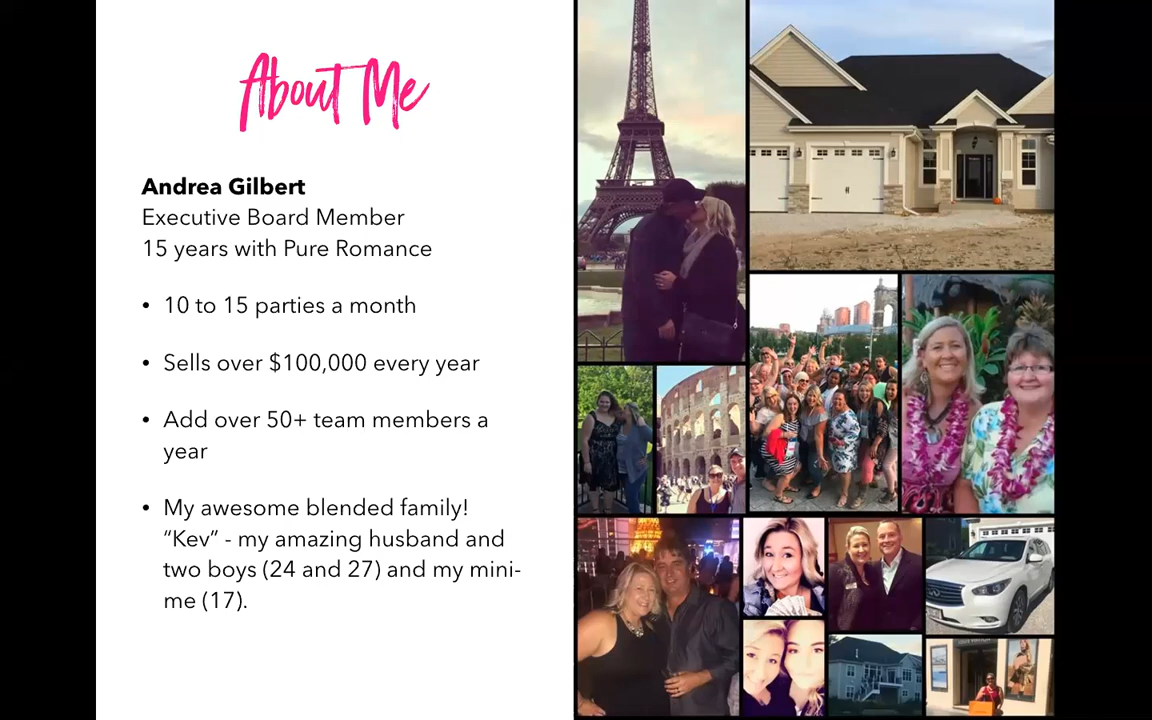 About Me
Andrea Gilbert
Executive Board Member
15 years with Pure Romance
• 10 to 15 parties a month
• Sells over $100,000 every year
• Add over 50+ team members a
year
• My awesome blended family!
“Kev” - my amazing husband and
two boys (24 and 27) and my mini-
me (17).